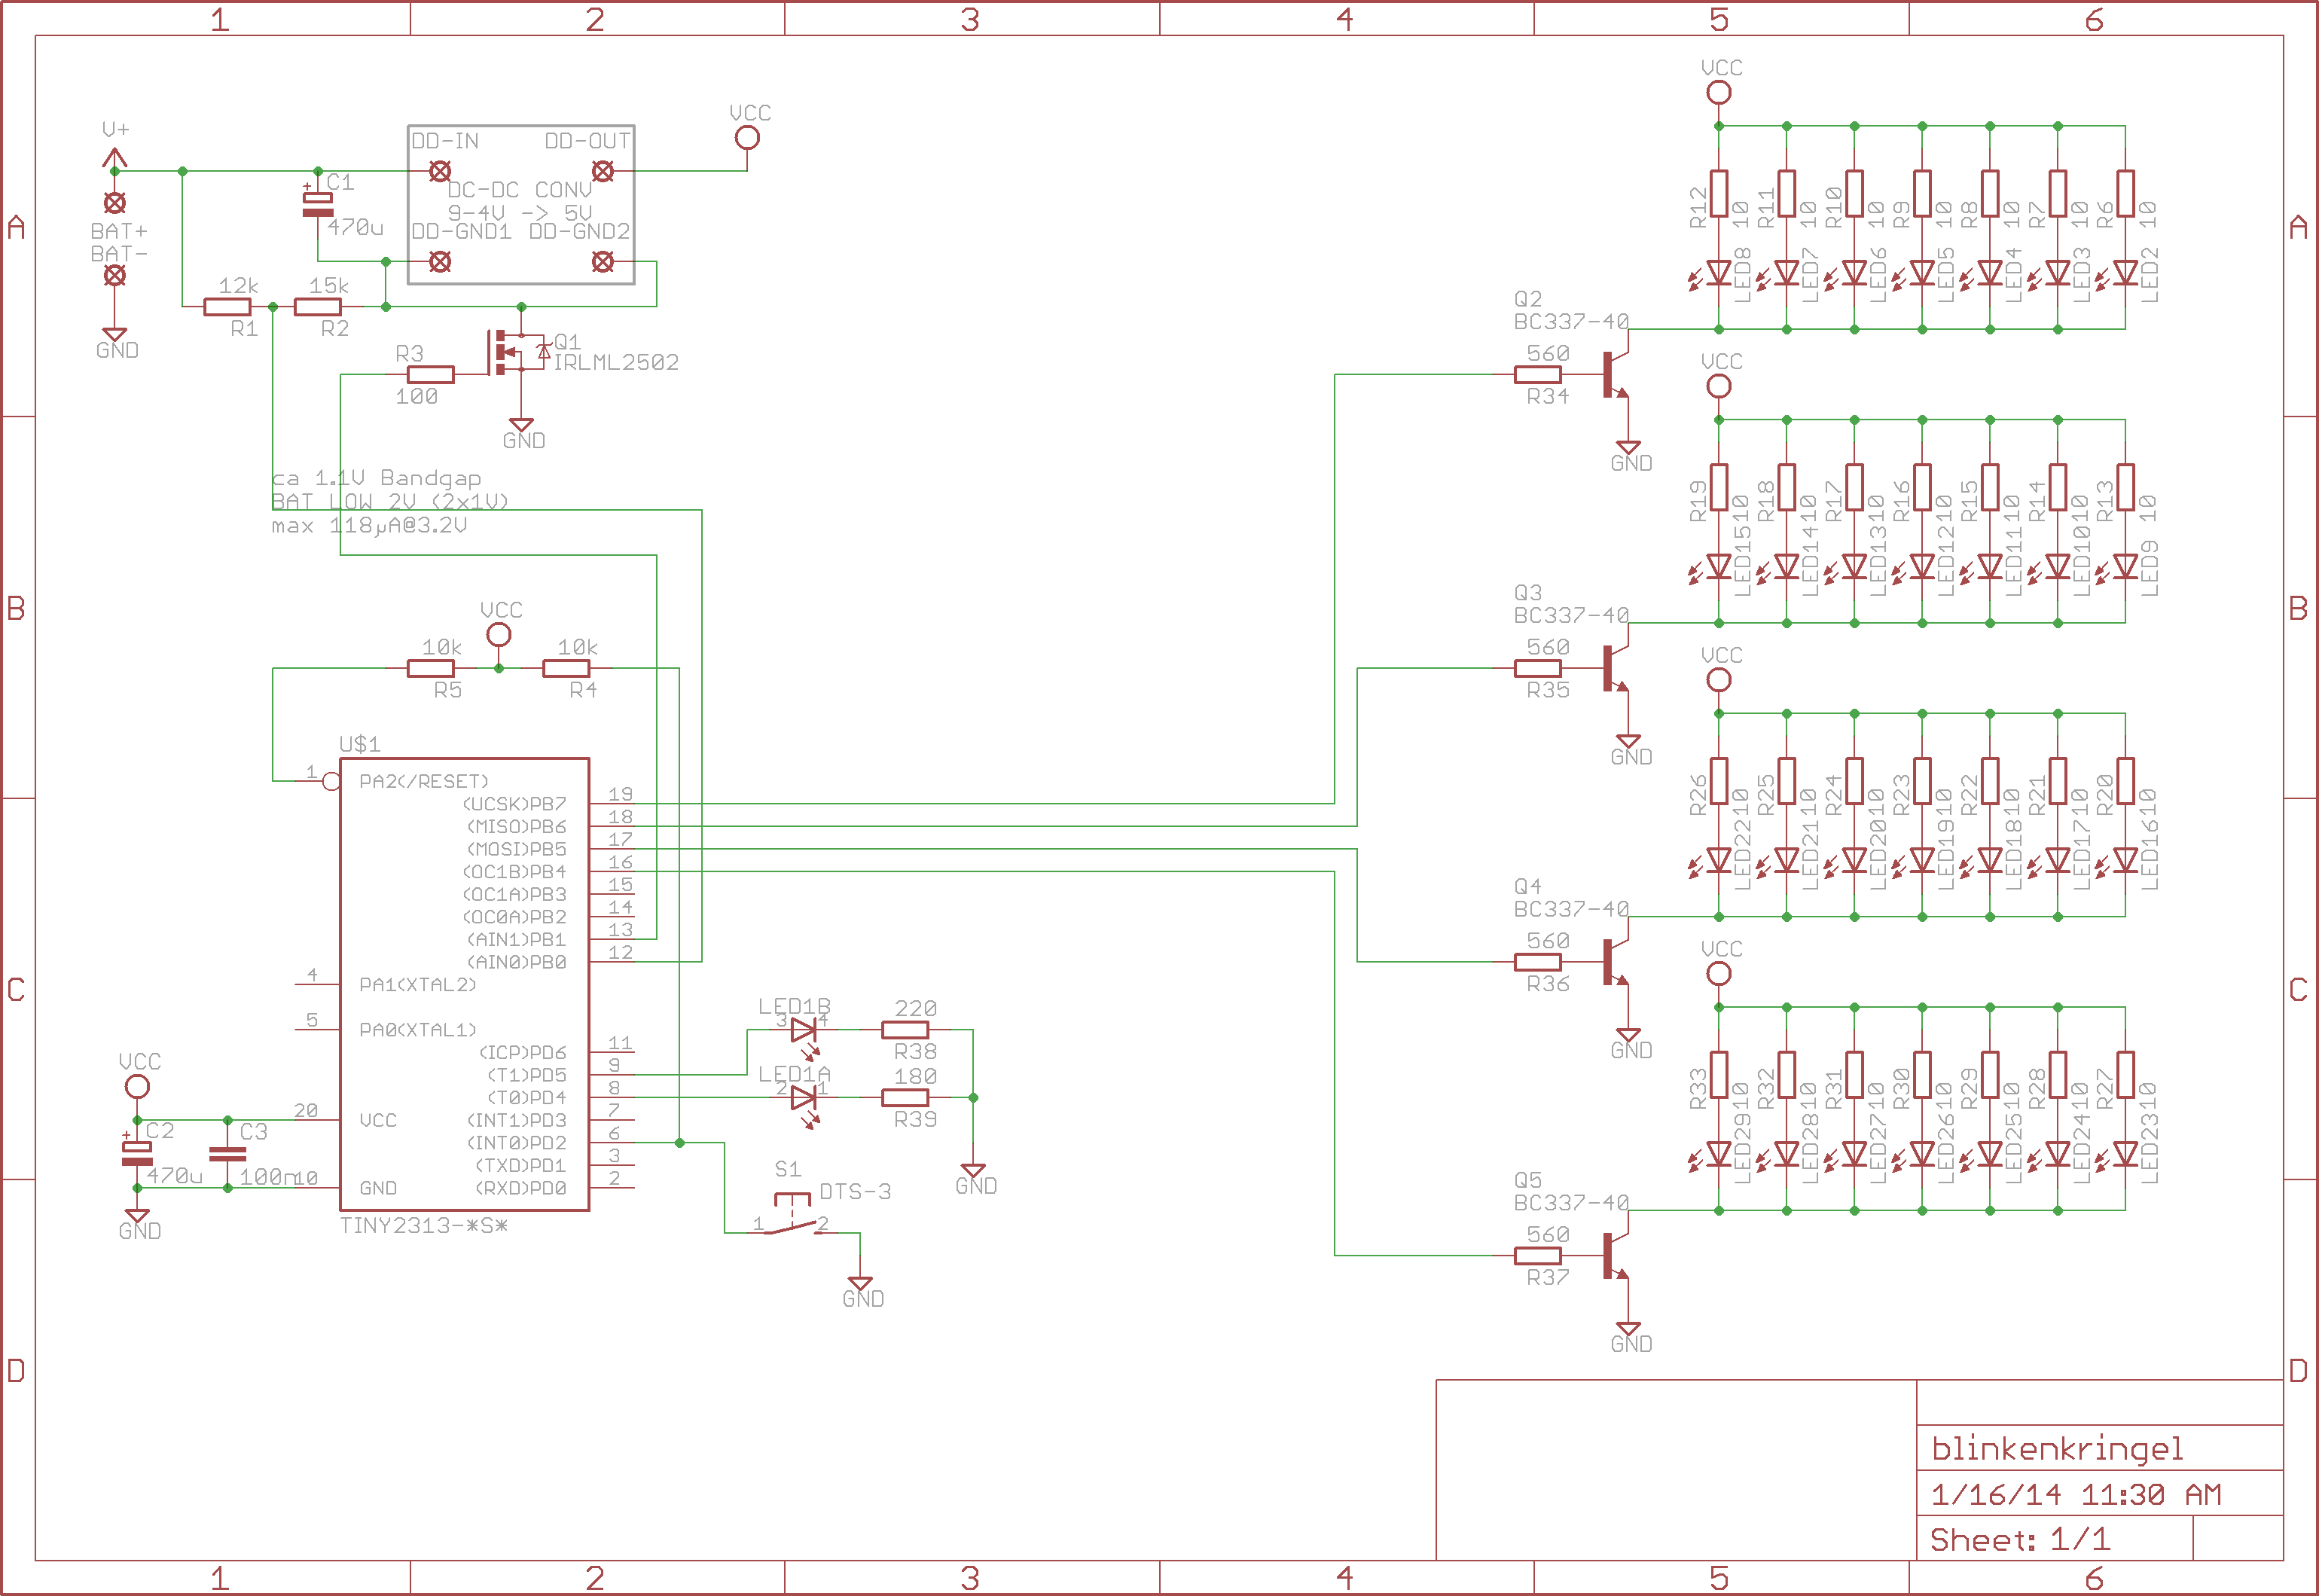 1 2 3 4 5 6
A
B
C
D
A
B
C
D
V+
BAT+
BAT-
GND
C1
470u
DD-IN DD-OUT
DC-DC CONV
9-4V -> 5V
DD-GND1 DD-GND2
VCC
12k
R1
15k
R2
R3
100
Q1
IRLML2502
GND
ca 1.1V Bandgap
BAT LOW 2V (2x1V)
max 118µA@3.2V
VCC
10k
R5
10k
R4
U$1
1 PA2(/RESET)
(UCSK)PB7 19
(MISO)PB6 18
(MOSI)PB5 17
(OC1B)PB4 16
(OC1A)PB3 15
(OC0A)PB2 14
(AIN1)PB1 13
(AIN0)PB0 12
4 PA1(XTAL2)
5 PA0(XTAL1)
(ICP)PD6 11
(T1)PD5 9
(T0)PD4 8
20 VCC
(INT1)PD3 7
(INT0)PD2 6
(TXD)PD1 3
10 GND
(RXD)PD0 2
TINY2313-*S*
VCC
C2
470u
C3
100n
GND
LED1B
3 4
220
R38
LED1A
2 1
180
R39
GND
S1
DTS-3
1 2
GND
Q2
BC337-40
560
R34
GND
VCC
R12 10 R11 10 R10 10 R9 10 R8 10 R7 10 R6 10
LED8 LED7 LED6 LED5 LED4 LED3 LED2
Q3
BC337-40
560
R35
GND
VCC
R19 10 R18 10 R17 10 R16 10 R15 10 R14 10 R13 10
LED15 LED14 LED13 LED12 LED11 LED10 LED9
Q4
BC337-40
560
R36
GND
VCC
R26 10 R25 10 R24 10 R23 10 R22 10 R21 10 R20 10
LED22 LED21 LED20 LED19 LED18 LED17 LED16
Q5
BC337-40
560
R37
GND
VCC
R33 10 R32 10 R31 10 R30 10 R29 10 R28 10 R27 10
LED29 LED28 LED27 LED26 LED25 LED24 LED23
blinkenkringel
1/16/14 11:30 AM
Sheet: 1/1
1 2 3 4 5 6